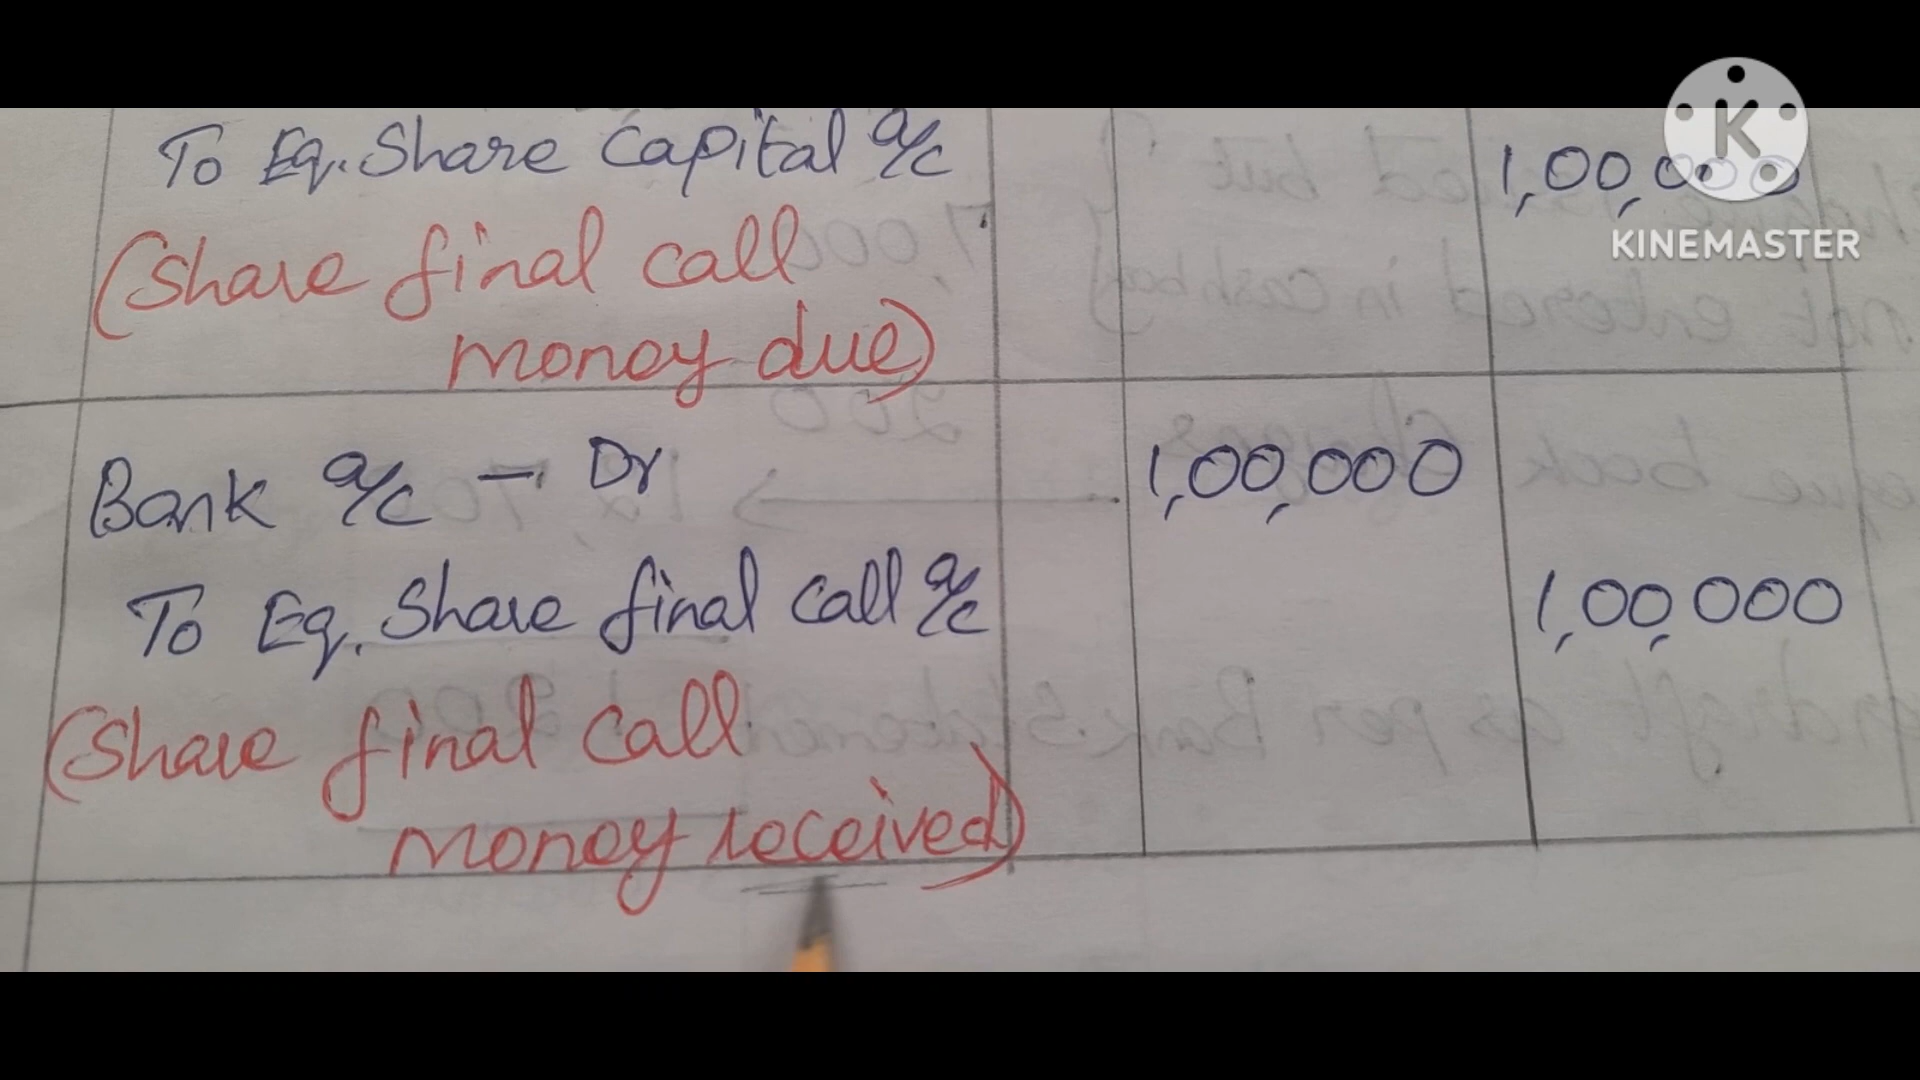 To Eq. Share Capital a/c 1,00,000
(Share final call
money due)
Bank a/c - Dr 1,00,000
To Eq. Share final call a/c 1,00,000
(Share final call
money received)
K
KINEMASTER